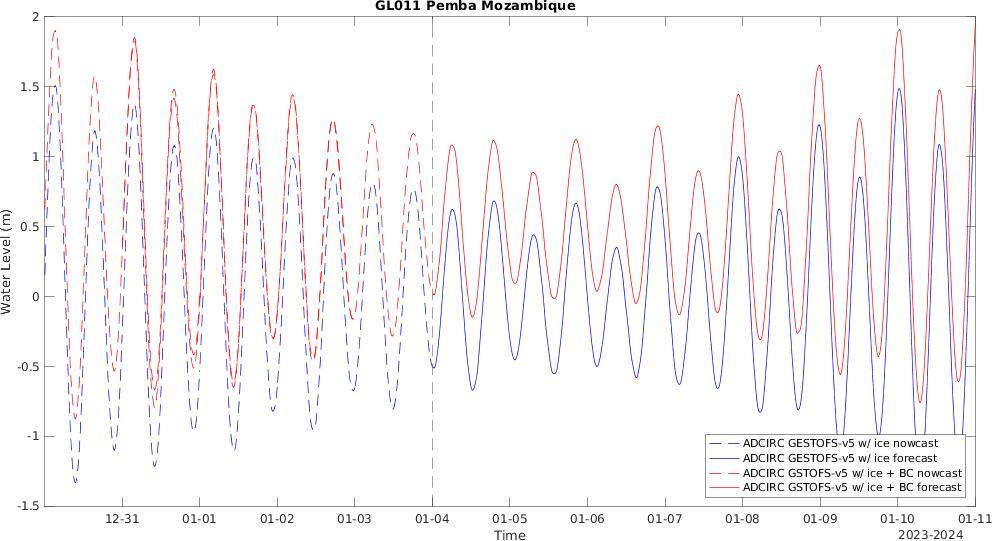 GL011 Pemba Mozambique
2
1.5
1
0.5
0
-0.5
-1
-1.5
Water Level (m)
ADCIRC GESTOFS-v5 w/ ice nowcast
ADCIRC GESTOFS-v5 w/ ice forecast
ADCIRC GSTOFS-v5 w/ ice + BC nowcast
ADCIRC GSTOFS-v5 w/ ice + BC forecast
12-31 01-01 01-02 01-03 01-04 01-05 01-06 01-07 01-08 01-09 01-10 01-11
Time
2023-2024